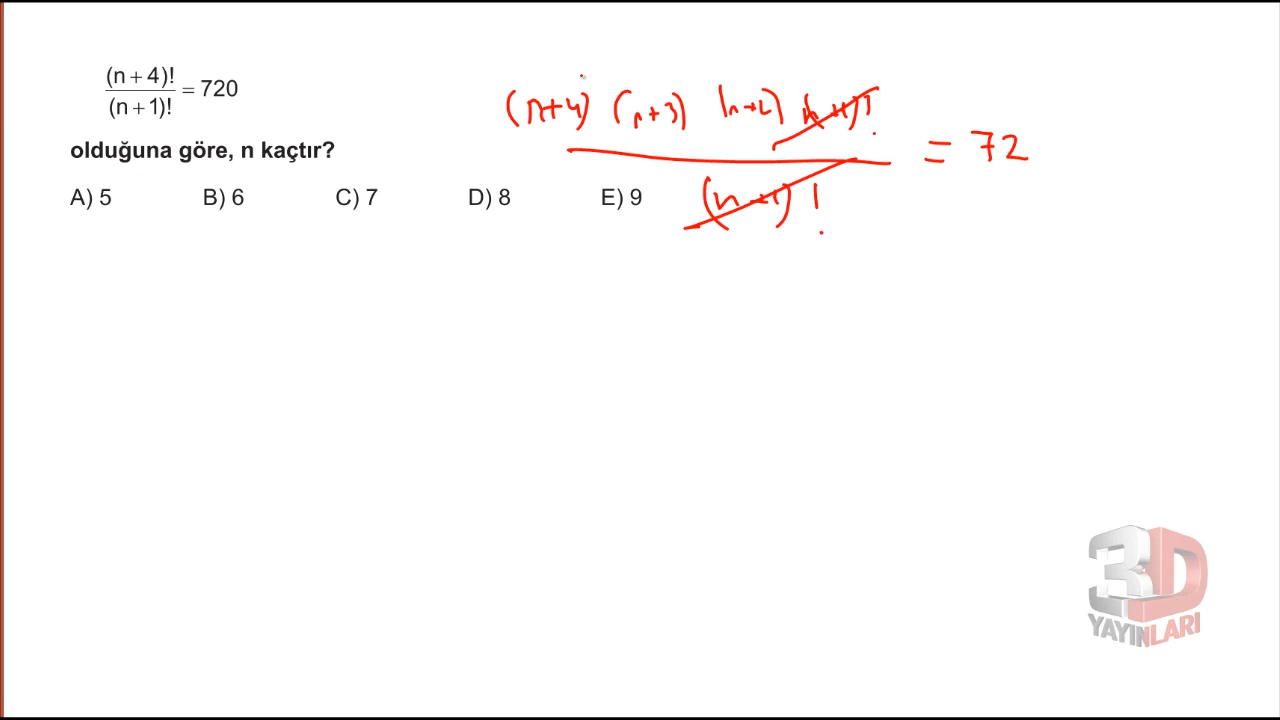 (n + 4)!
(n + 1)! = 720
olduğuna göre, n kaçtır?
A) 5 B) 6 C) 7 D) 8 E) 9
(n+4) (n+3) (n+2) (n+1)!
(n+1)! = 72
3D
YAYINLARI